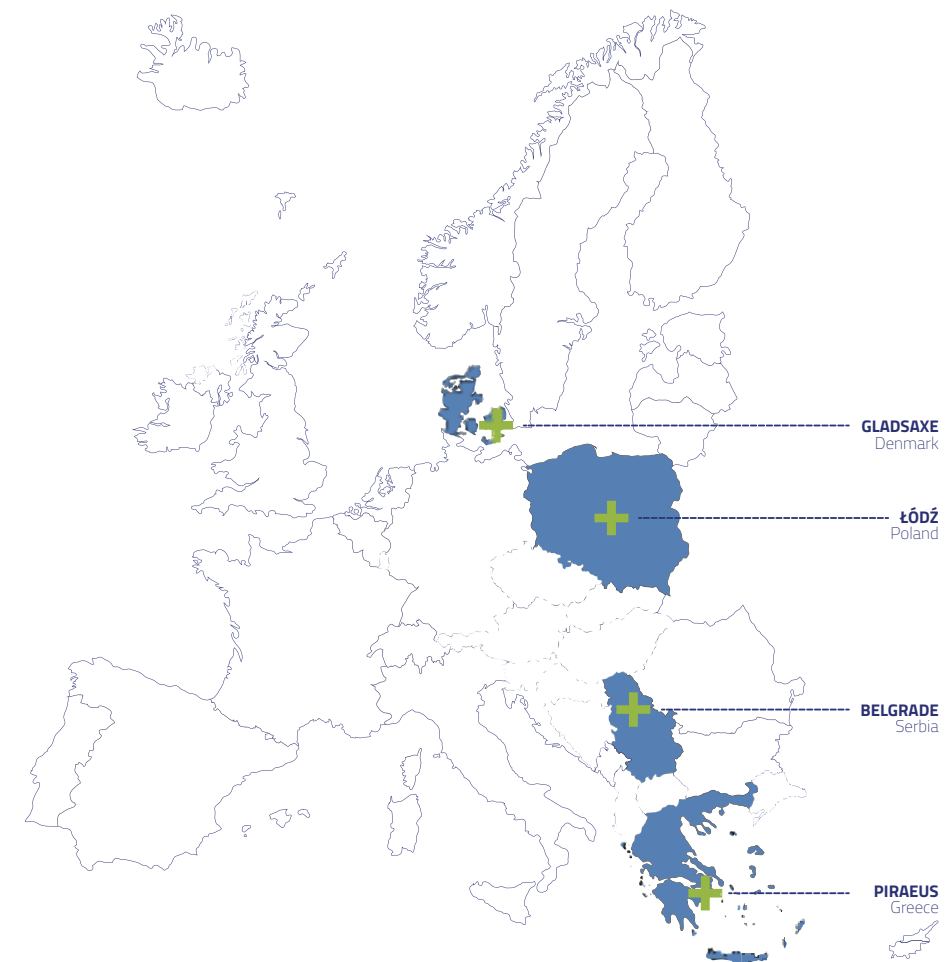 GLADSAXE
Denmark
ŁÓDŹ
Poland
BELGRADE
Serbia
PIRAEUS
Greece